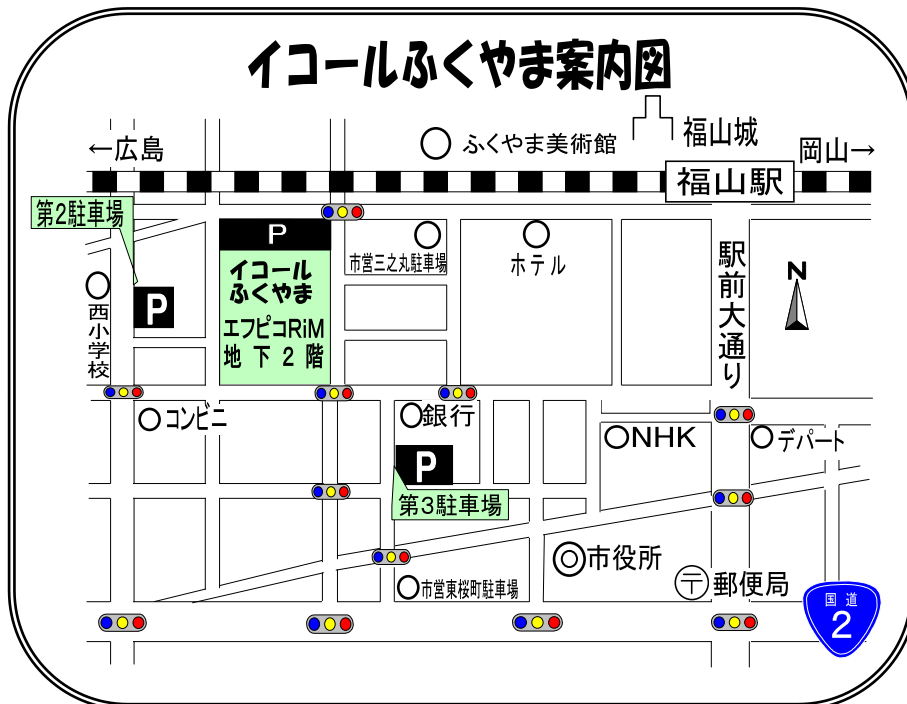 イコールふくやま案内図
←広島
ふくやま美術館
福山城
岡山→
福山駅
第2駐車場
P
イコール
ふくやま
エフピコRiM
地下2階
市営三之丸駐車場
ホテル
駅前大通り
N
P
西小学校
コンビニ
銀行
P
第3駐車場
NHK
デパート
市役所
市営東桜町駐車場
〒郵便局
国道
2